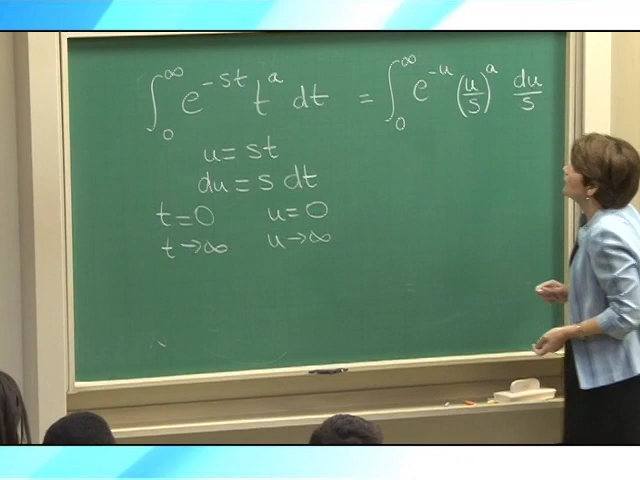 ∫₀^∞ e^{-st} t^a dt = ∫₀^∞ e^{-u} (u/s)^a du/s
u = st
du = s dt
t = 0 u = 0
t → ∞ u → ∞